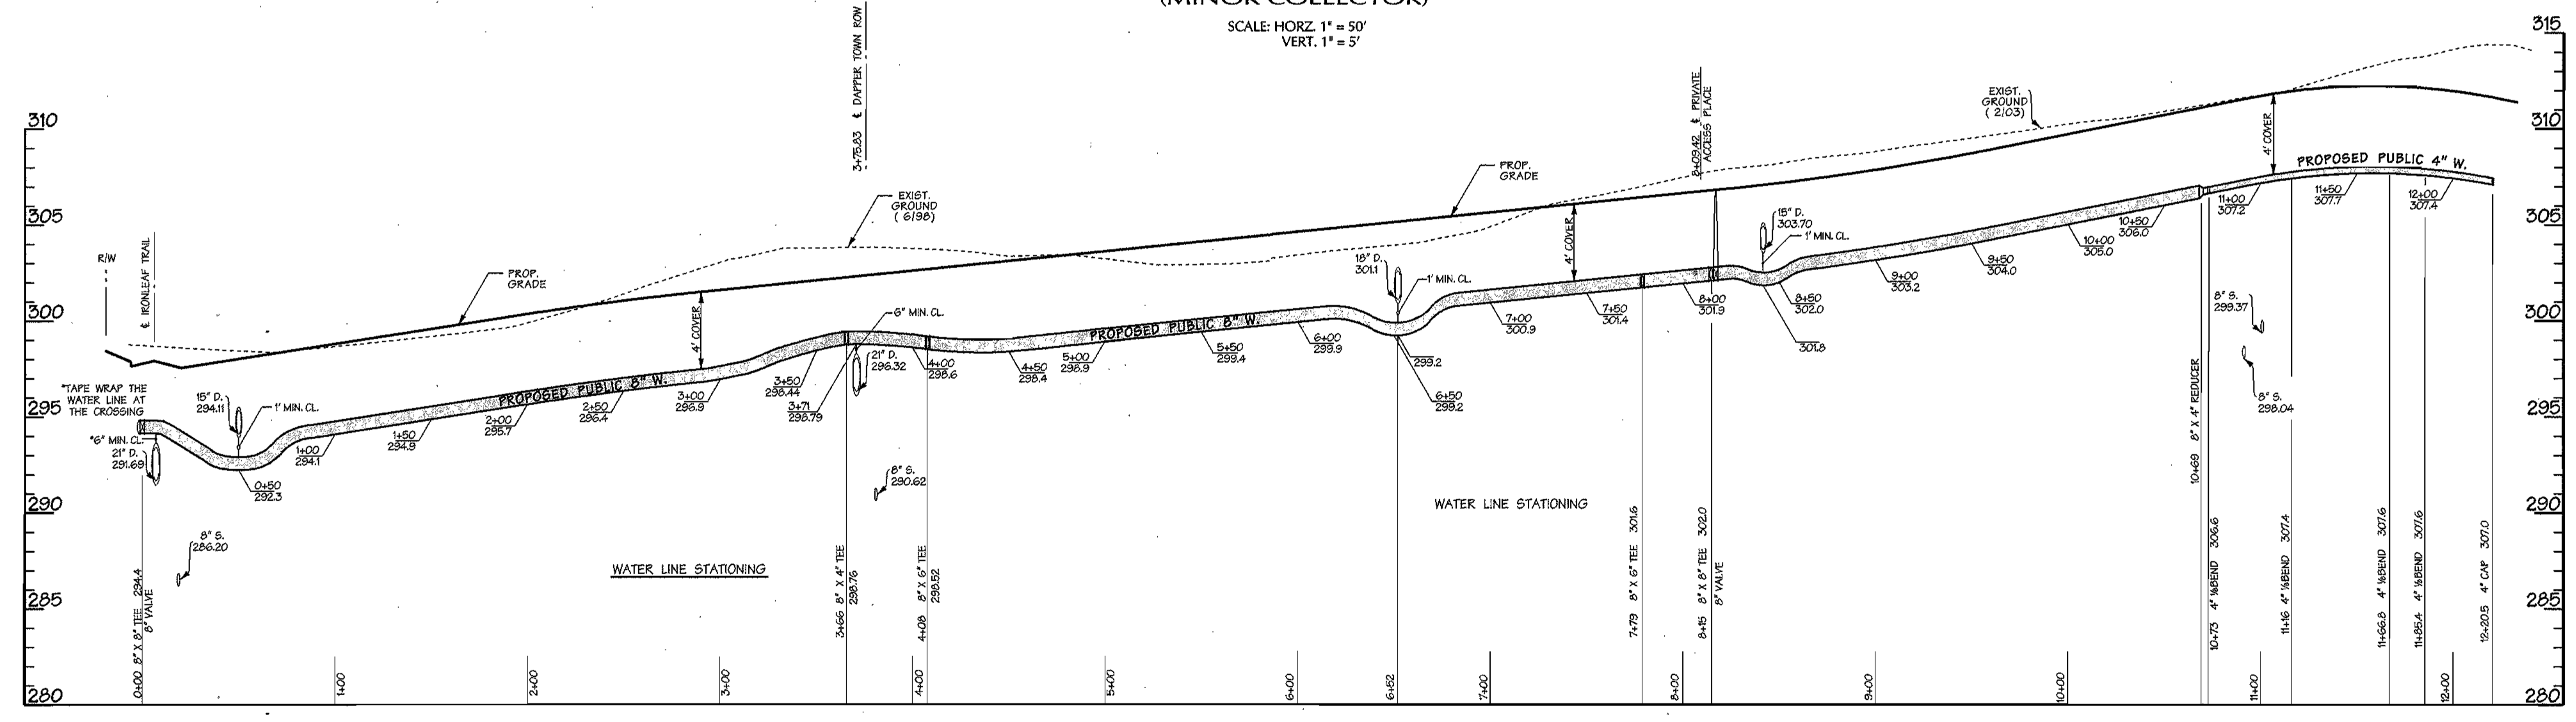 (MINOR COLLECTOR)
SCALE: HORZ. 1" = 50'
VERT. 1" = 5'
315
310
305
300
295
290
285
280
315
310
305
300
295
290
285
280
R/W
℄ IRONLEAF TRAIL
3+75.83 ℄ DAPPER TOWN ROW
8+09.42 ℄ PRIVATE
ACCESS PLACE
PROP.
GRADE
EXIST.
GROUND
( 6/98)
PROP.
GRADE
EXIST.
GROUND
( 2/03)
4' COVER
4' COVER
4' COVER
*TAPE WRAP THE
WATER LINE AT
THE CROSSING
*6" MIN. CL.
21" D.
291.69
15" D.
294.11
1' MIN. CL.
8" S.
286.20
0+50
292.3
1+00
294.1
1+50
294.9
2+00
295.7
PROPOSED PUBLIC 8" W.
2+50
296.4
3+00
296.9
3+50
298.44
3+71
298.79
6" MIN. CL.
21" D.
296.32
4+00
298.6
8" S.
290.62
4+50
298.4
5+00
298.9
PROPOSED PUBLIC 8" W.
5+50
299.4
6+00
299.9
18" D.
301.1
1' MIN. CL.
299.2
6+50
299.2
7+00
300.9
7+50
301.4
8+00
301.9
15" D.
303.70
1' MIN. CL.
8+50
302.0
301.8
9+00
303.2
9+50
304.0
10+00
305.0
10+50
306.0
8" S.
299.37
8" S.
298.04
11+00
307.2
PROPOSED PUBLIC 4" W.
11+50
307.7
12+00
307.4
WATER LINE STATIONING
WATER LINE STATIONING
0+00 8" X 8" TEE 294.4
8" VALVE
3+66 8" X 4" TEE
298.76
4+08 8" X 6" TEE
298.52
7+79 8" X 6" TEE 301.6
8+15 8" X 8" TEE 302.0
8" VALVE
10+69 8" X 4" REDUCER
10+73 4" ⅛BEND 306.6
11+16 4" ⅛BEND 307.4
11+66.8 4" ⅛BEND 307.6
11+85.4 4" ⅛BEND 307.6
12+20.5 4" CAP 307.0
1+00
2+00
3+00
4+00
5+00
6+00
6+52
7+00
8+00
9+00
10+00
11+00
12+00